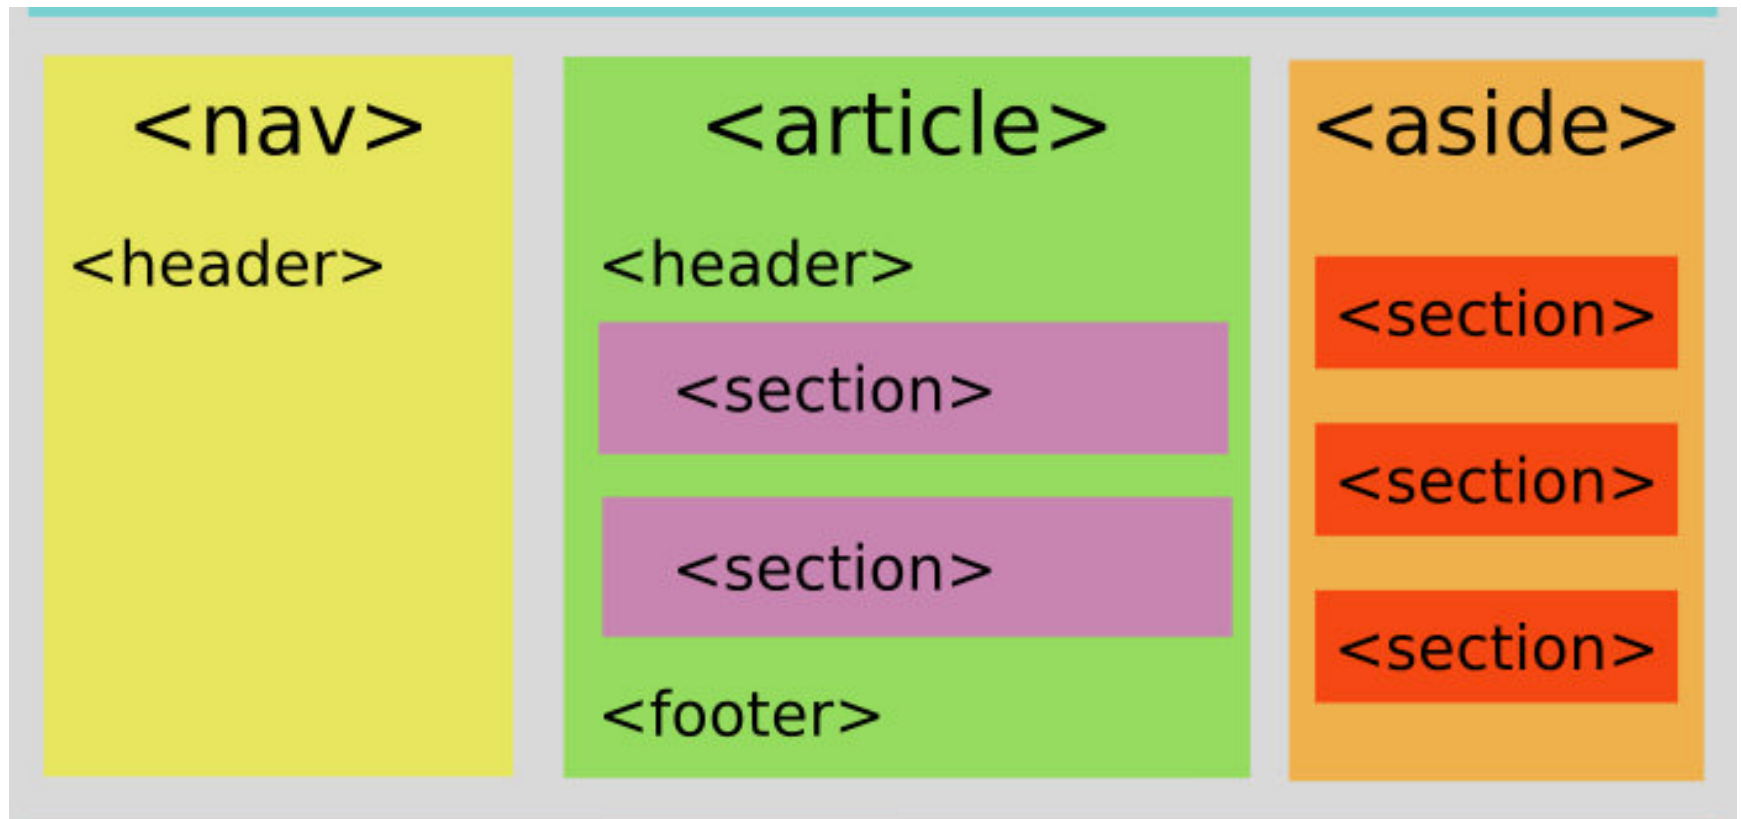 <nav>
<header>
<article>
<header>
<section>
<section>
<footer>
<aside>
<section>
<section>
<section>